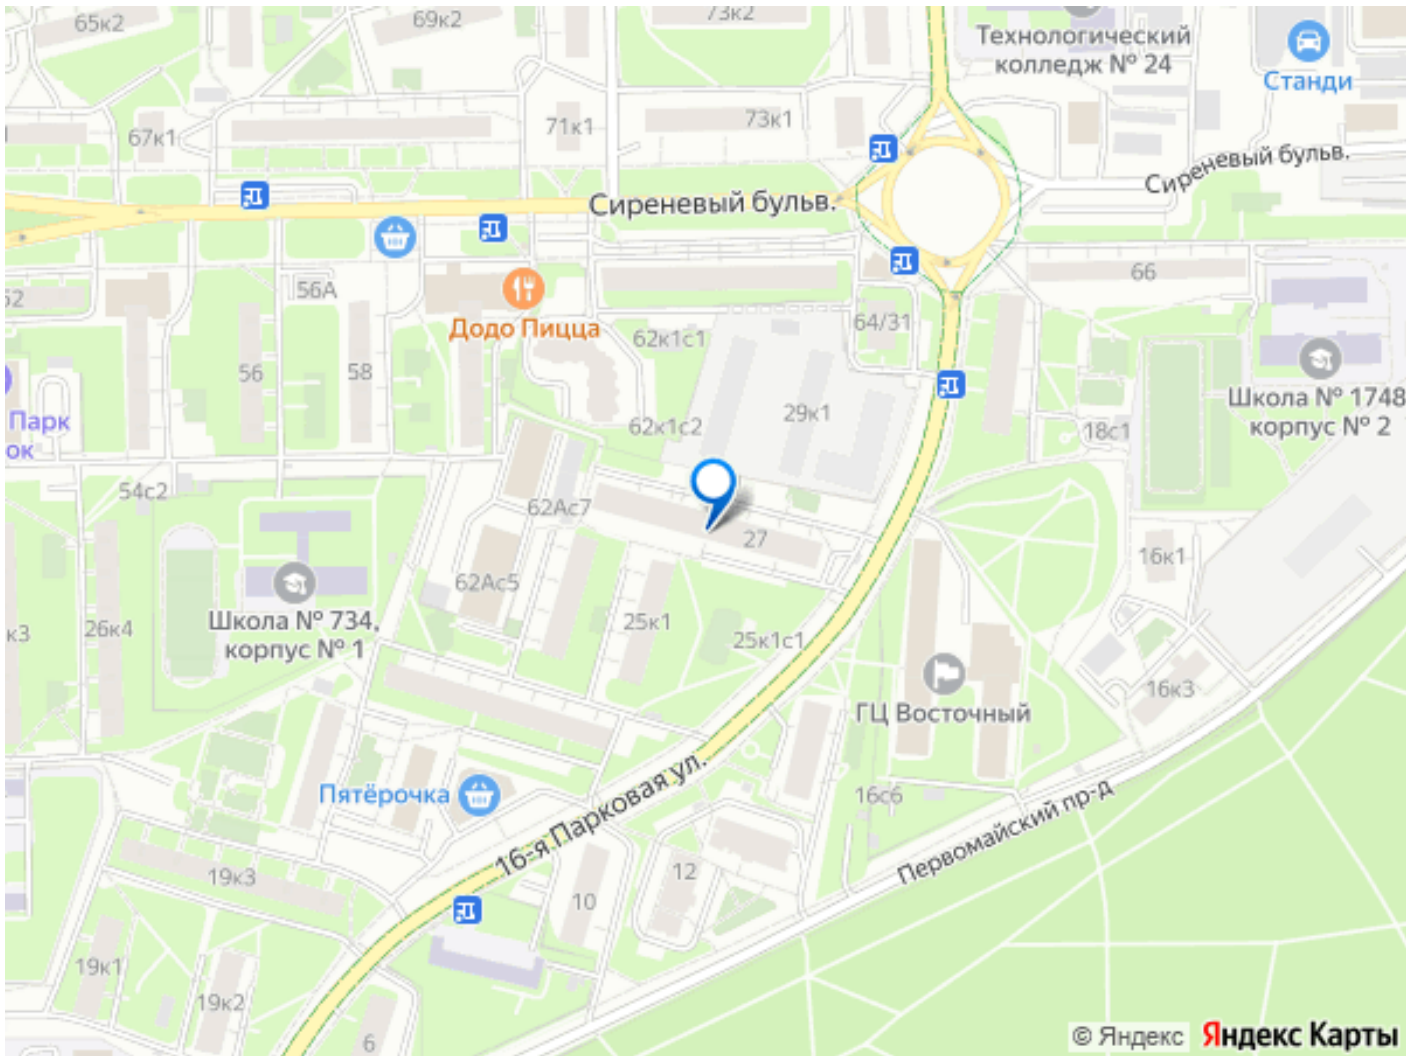 65к2
69к2
73к2
Технологический
колледж № 24
Станди
67к1
71к1
73к1
Сиреневый бульв.
Сиреневый бульв.
52
56А
66
Додо Пицца
62к1с1
64/31
56
58
Парк
ок
62к1с2
29к1
18с1
Школа № 1748
корпус № 2
54с2
62Ас7
27
16к1
62Ас5
Школа № 734,
корпус № 1
к3
26к4
25к1
25к1с1
16к3
ГЦ Восточный
Пятёрочка
16с6
16-я Парковая ул.
Первомайский пр-д
19к3
12
10
19к1
19к2
6
© Яндекс Яндекс Карты